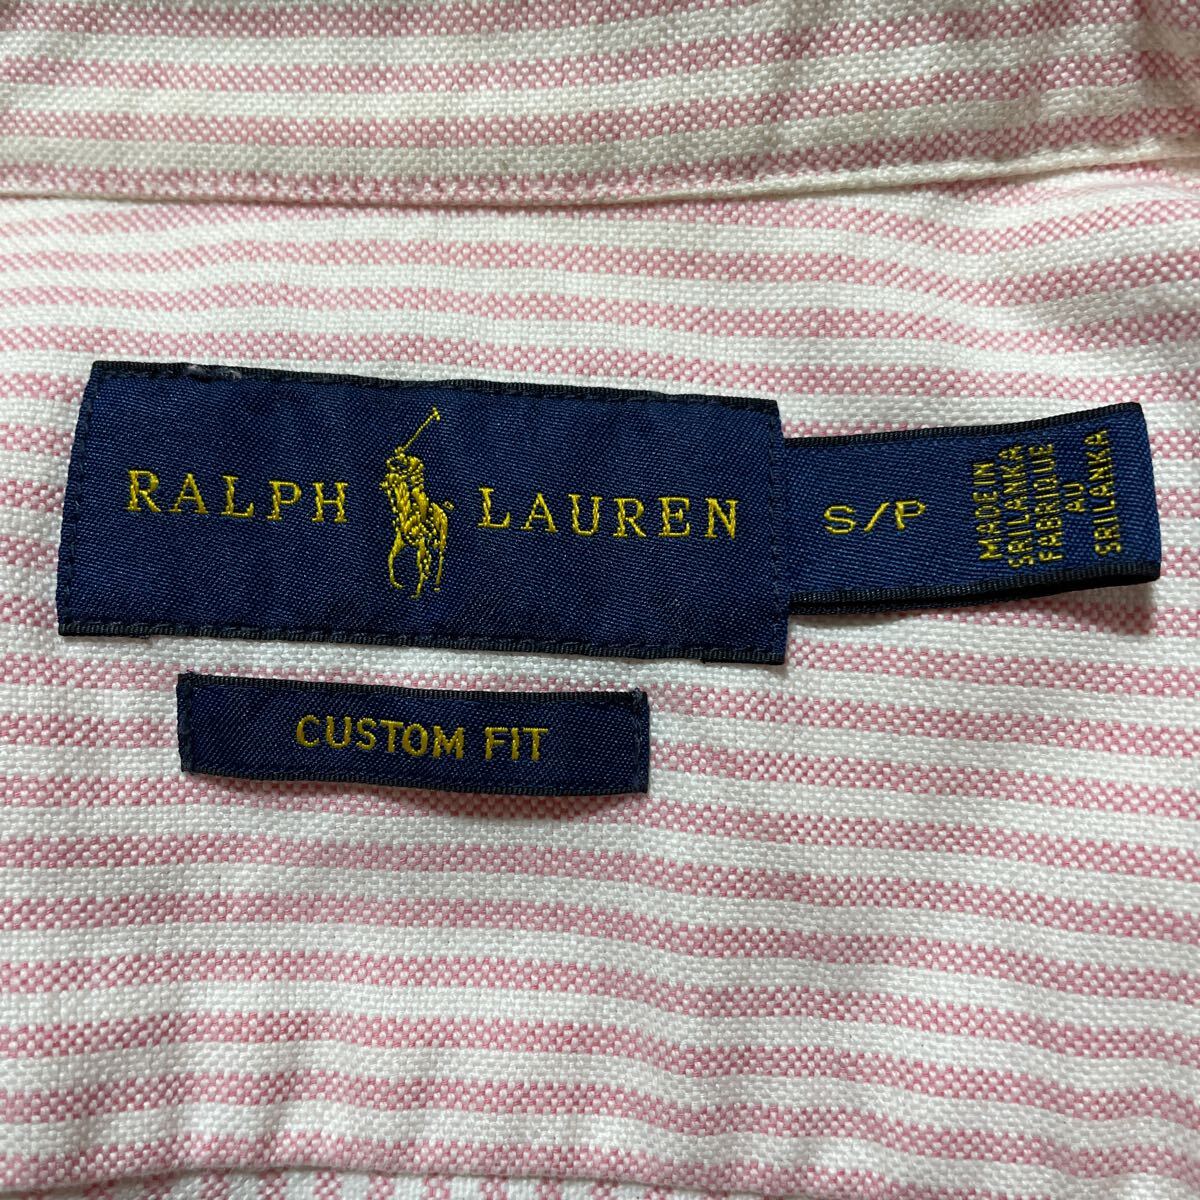 RALPH LAUREN
S/P
MADE IN
SRI LANKA
FABRIQUE
AU
SRI LANKA
CUSTOM FIT